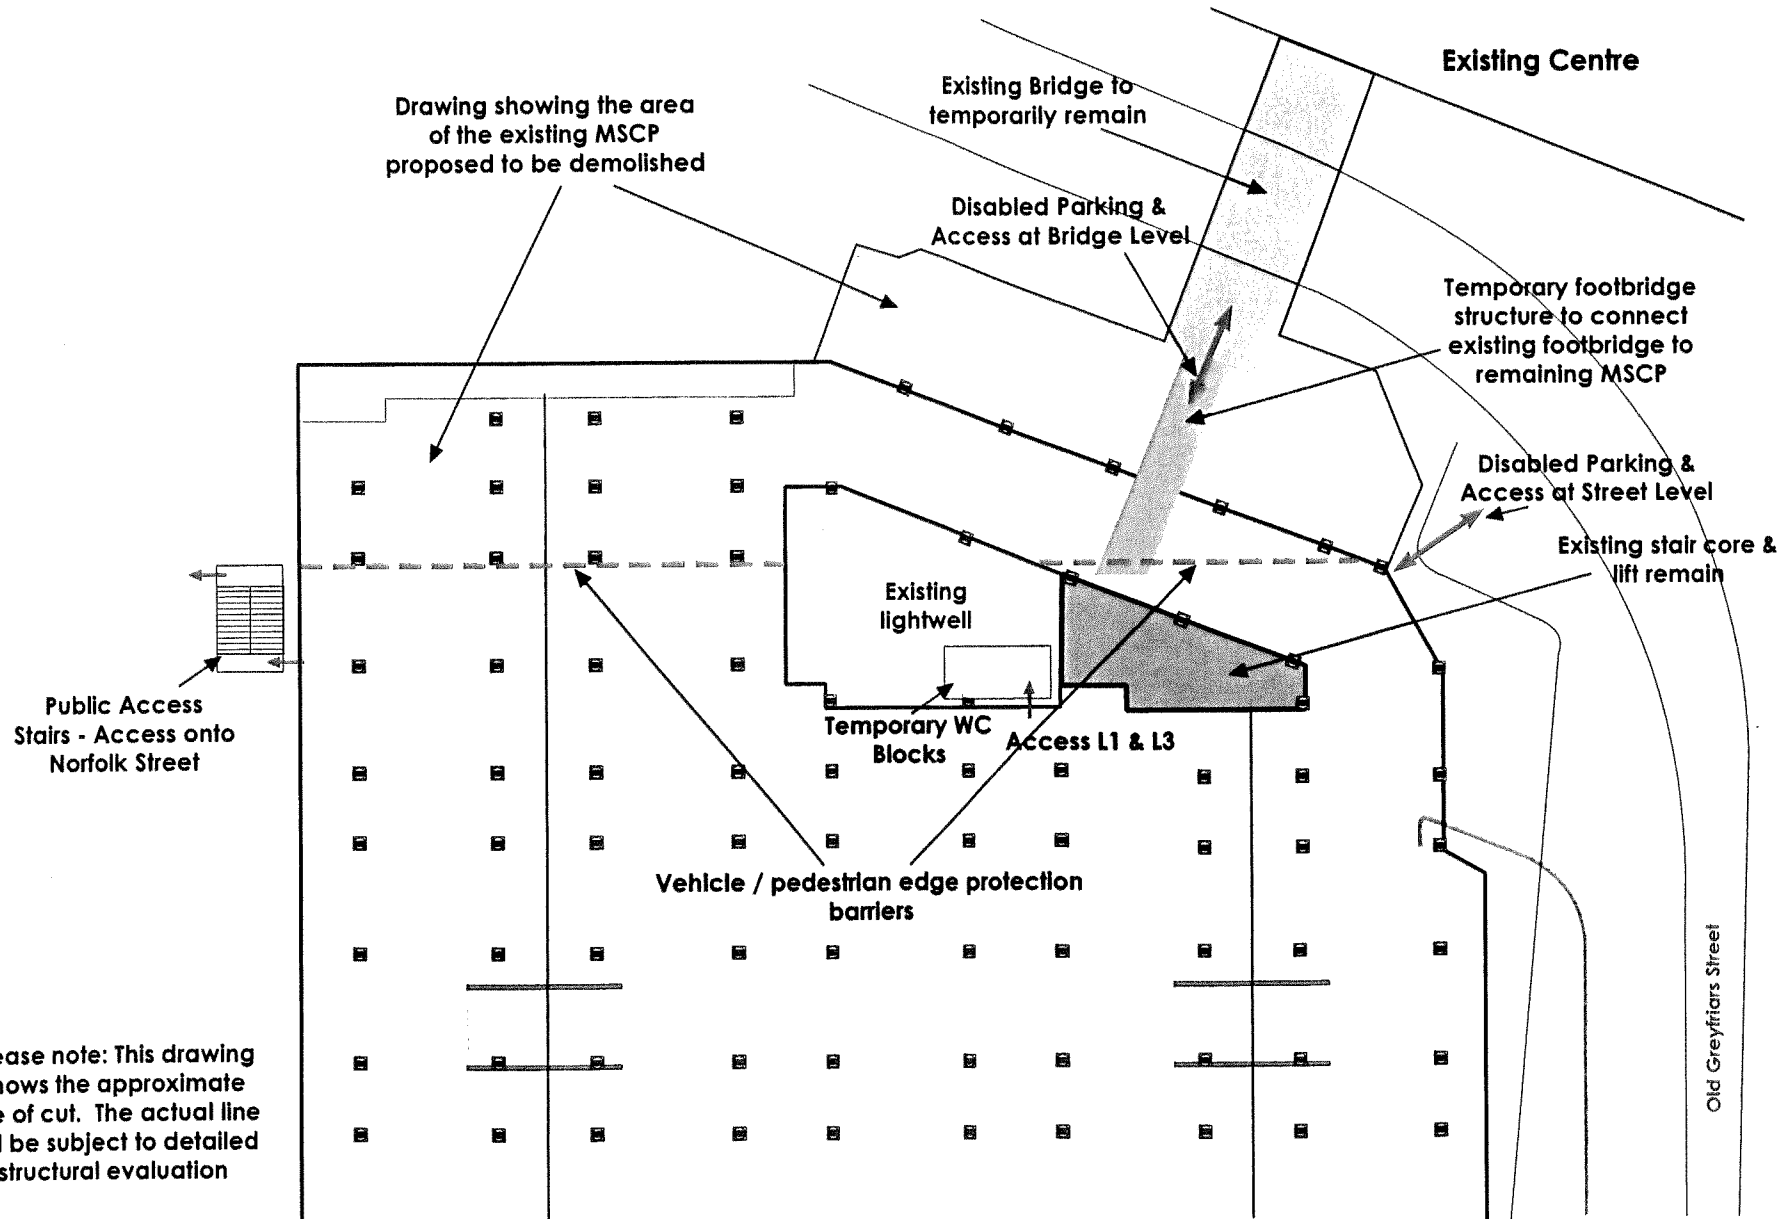 Existing Centre
Existing Bridge to
temporarily remain
Drawing showing the area
of the existing MSCP
proposed to be demolished
Disabled Parking &
Access at Bridge Level
Temporary footbridge
structure to connect
existing footbridge to
remaining MSCP
Disabled Parking &
Access at Street Level
Existing stair core &
lift remain
Existing
lightwell
Public Access
Stairs - Access onto
Norfolk Street
Temporary WC
Blocks
Access L1 & L3
Vehicle / pedestrian edge protection
barriers
Old Greyfriars Street
ease note: This drawing
hows the approximate
e of cut. The actual line
l be subject to detailed
structural evaluation